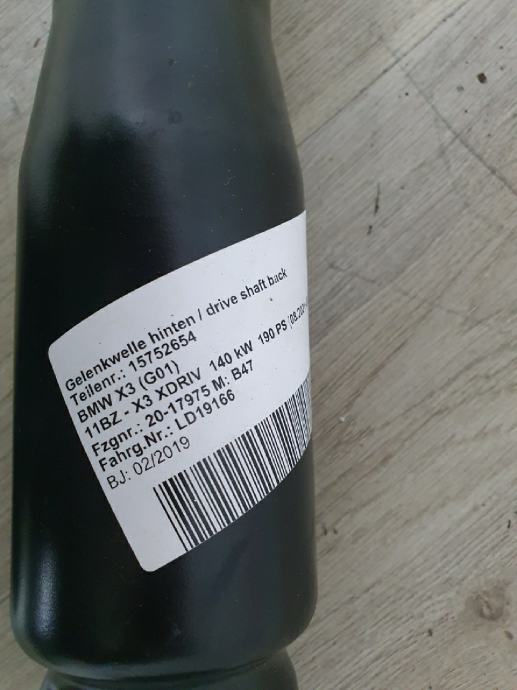 Gelenkwelle hinten / drive shaft back
Teilenr.: 15752654
BMW X3 (G01)
11BZ - X3 XDRIV 140 kW 190 PS
Fzgnr.: 20-17975 M: B47
Fahrg.Nr.: LD19166
BJ: 02/2019